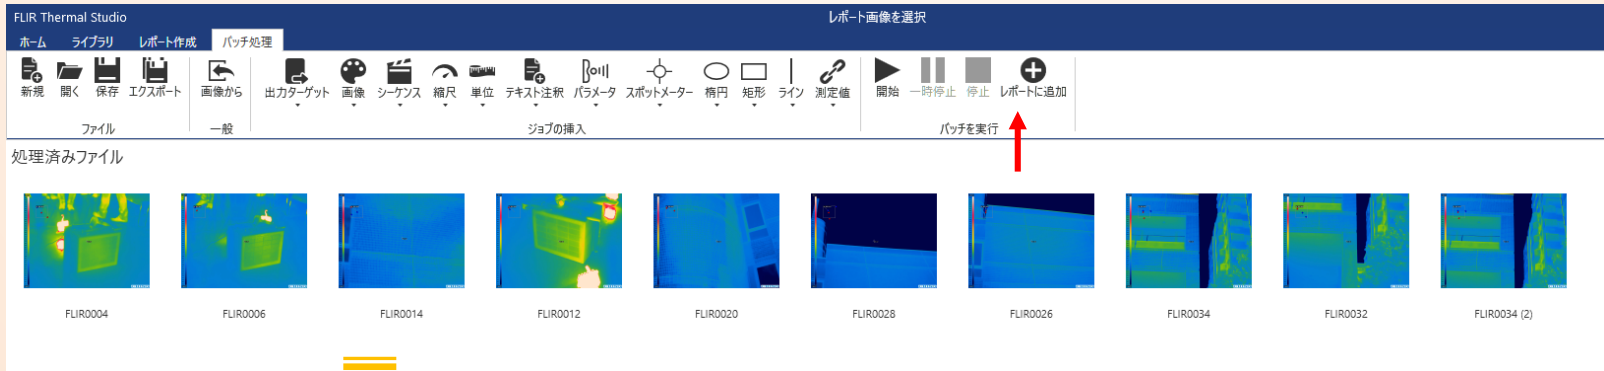 FLIR Thermal Studio
レポート画像を選択
ホーム ライブラリ レポート作成 バッチ処理
新規 開く 保存 エクスポート 画像から 出力ターゲット 画像 シーケンス 縮尺 単位 テキスト注釈 パラメータ スポットメーター 楕円 矩形 ライン 測定値 開始 一時停止 停止 レポートに追加
ファイル 一般 ジョブの挿入 バッチを実行
処理済みファイル
FLIR0004 FLIR0006 FLIR0014 FLIR0012 FLIR0020 FLIR0028 FLIR0026 FLIR0034 FLIR0032 FLIR0034 (2)